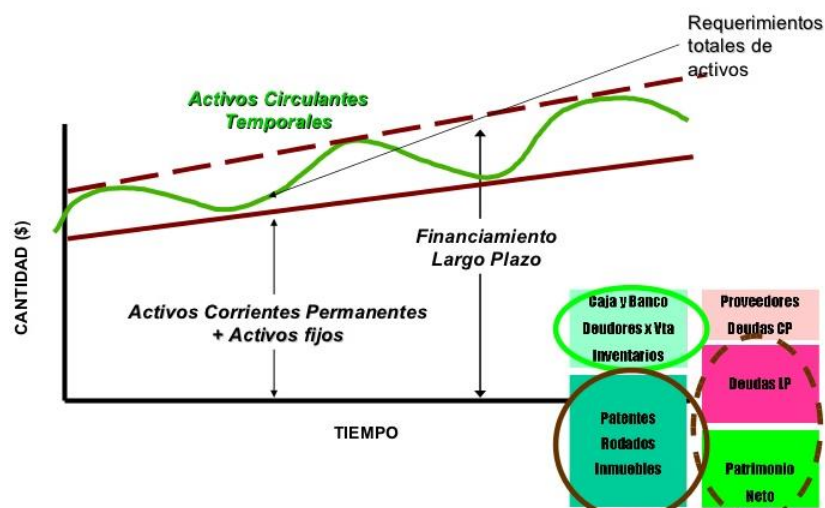 Requerimientos
totales de
activos
Activos Circulantes
Temporales
CANTIDAD ($)
Financiamiento
Largo Plazo
Activos Corrientes Permanentes
+ Activos fijos
TIEMPO
Caja y Banco
Deudores x Vta
Inventarios
Proveedores
Deudas CP
Deudas LP
Patentes
Rodados
Inmuebles
Patrimonio
Neto